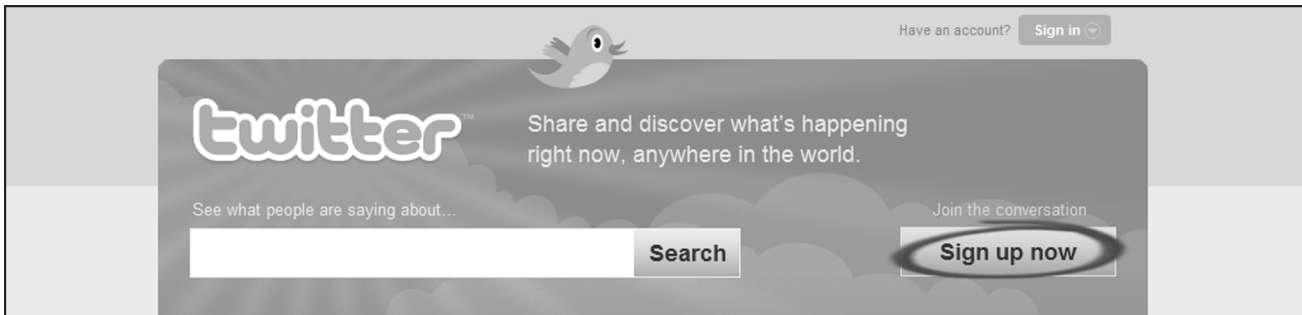 Have an account? Sign in
twitter™
Share and discover what's happening
right now, anywhere in the world.
See what people are saying about...
Search
Join the conversation
Sign up now